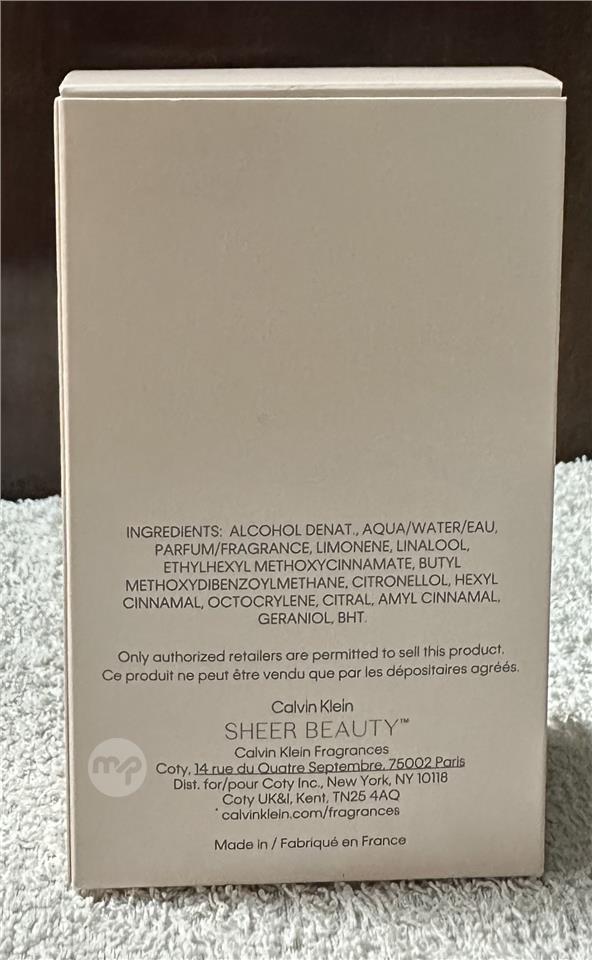 INGREDIENTS: ALCOHOL DENAT., AQUA/WATER/EAU,
PARFUM/FRAGRANCE, LIMONENE, LINALOOL,
ETHYLHEXYL METHOXYCINNAMATE, BUTYL
METHOXYDIBENZOYLMETHANE, CITRONELLOL, HEXYL
CINNAMAL, OCTOCRYLENE, CITRAL, AMYL CINNAMAL,
GERANIOL, BHT.
Only authorized retailers are permitted to sell this product.
Ce produit ne peut être vendu que par les dépositaires agréés.
Calvin Klein
SHEER BEAUTY™
Calvin Klein Fragrances
Coty, 14 rue du Quatre Septembre, 75002 Paris
Dist. for/pour Coty Inc., New York, NY 10118
Coty UK&I, Kent, TN25 4AQ
calvinklein.com/fragrances
Made in / Fabriqué en France
mp